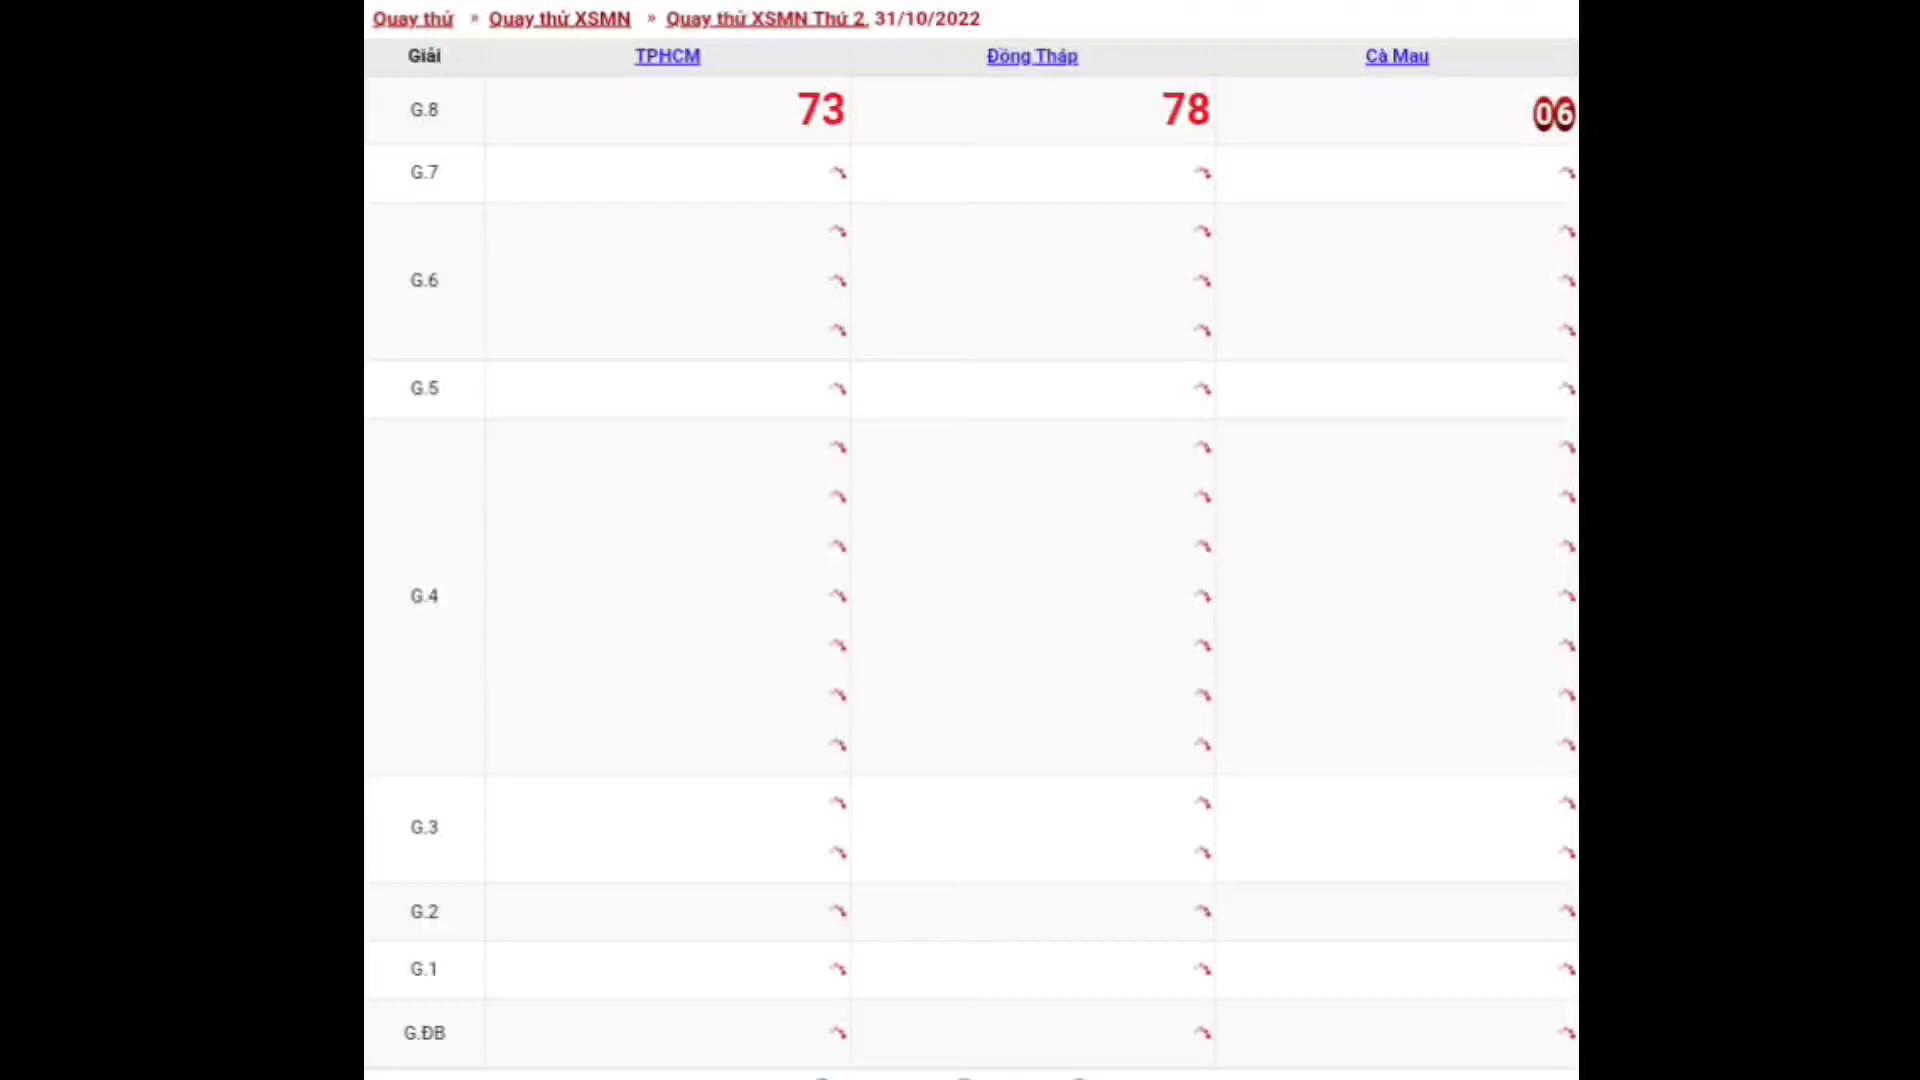 Quay thử » Quay thử XSMN » Quay thử XSMN Thứ 2, 31/10/2022
Giải TPHCM Đồng Tháp Cà Mau
G.8 73 78 06
G.7
G.6
G.5
G.4
G.3
G.2
G.1
G.ĐB